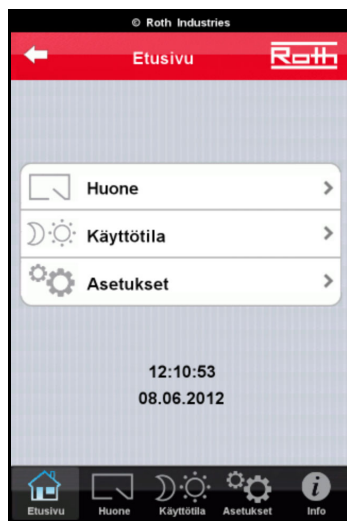 © Roth Industries
Etusivu
Roth
Huone
Käyttötila
Asetukset
12:10:53
08.06.2012
Etusivu Huone Käyttötila Asetukset Info